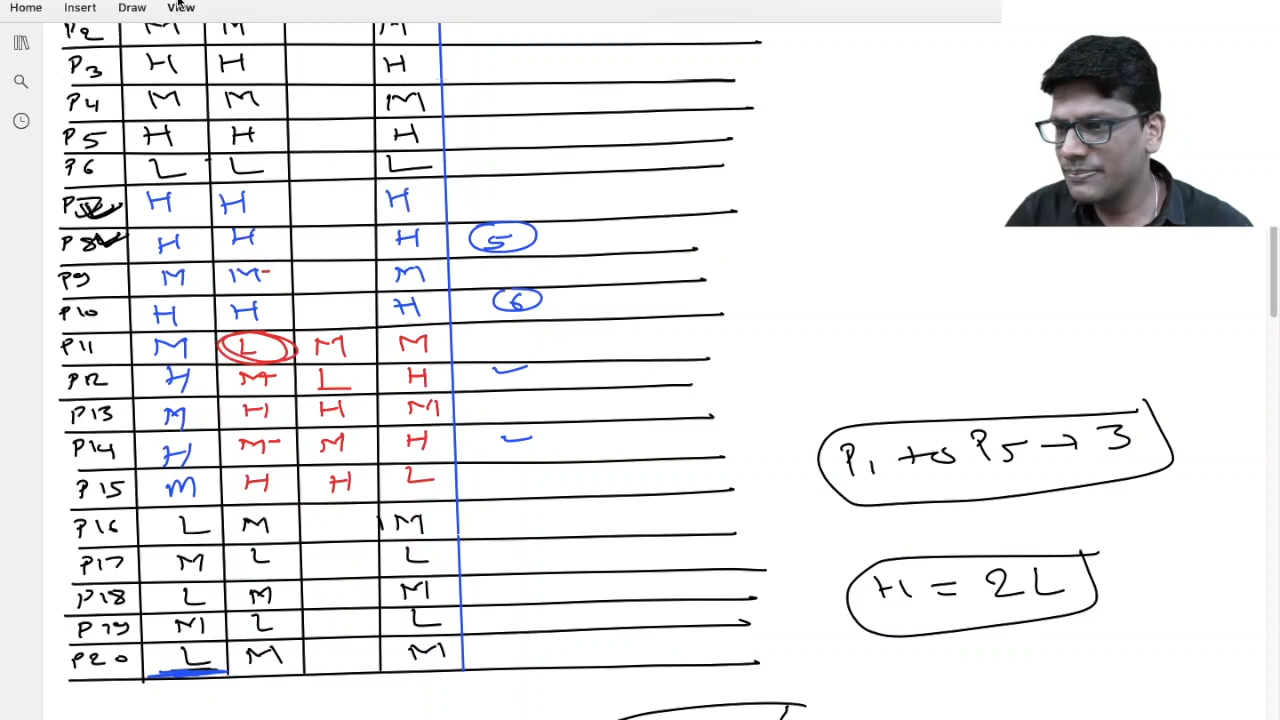 Home Insert Draw View
P2 M M M
P3 H H H
P4 M M M
P5 H H H
P6 L L L
H H H
P8 H H H 5
P9 M M- M
P10 H H H 6
P11 M L M M
P12 H M L H
P13 M H H M
P14 H M- M H
P15 M H H L
P16 L M M
P17 M L L
P18 L M M
P19 M L L
P20 L M M
P1 to P5 → 3
H = 2L